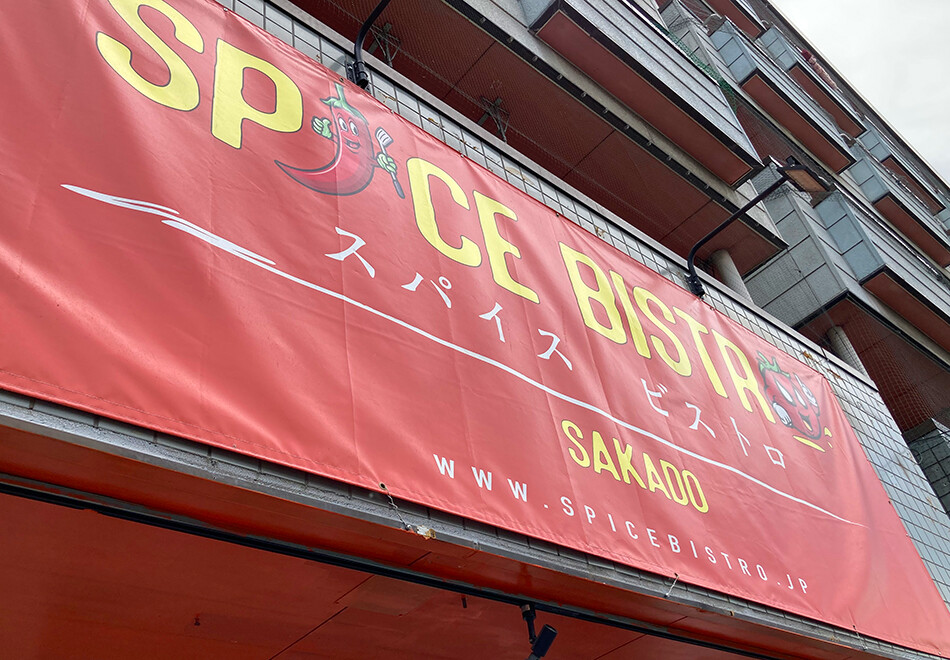 SPICE BISTRO
スパイス ビストロ
SAKADO
WWW.SPICEBISTRO.JP